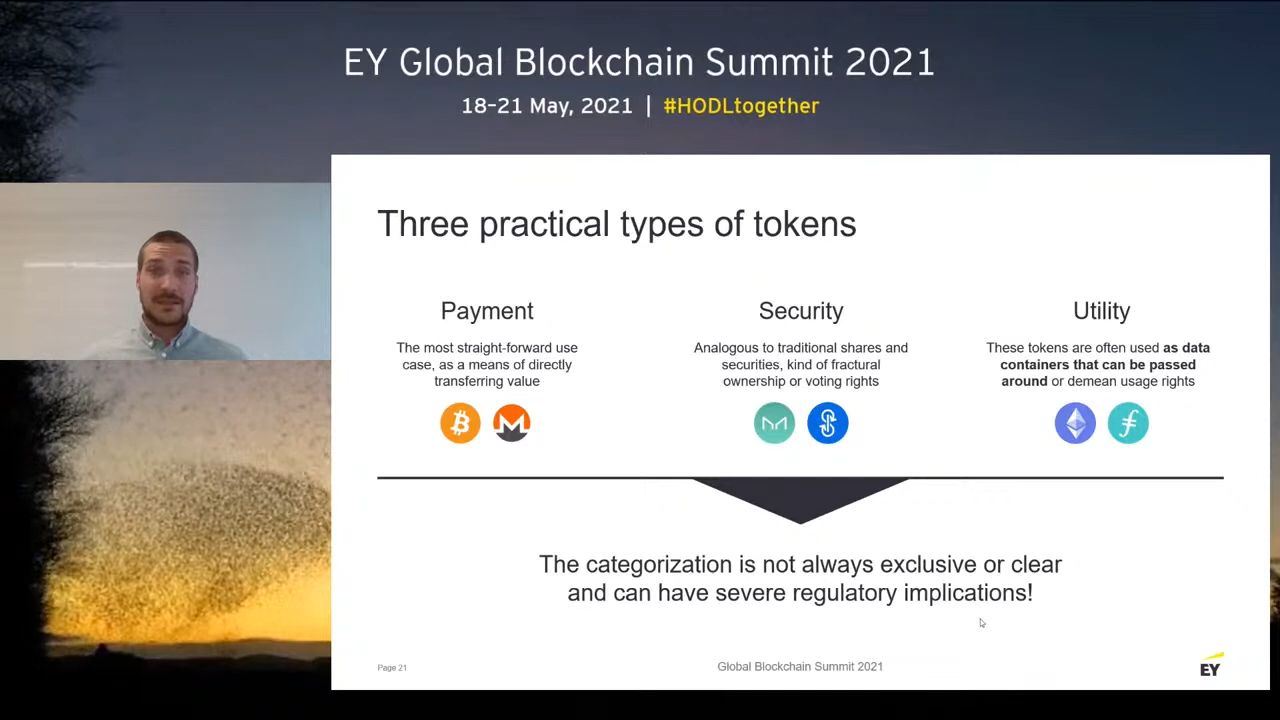 EY Global Blockchain Summit 2021
18–21 May, 2021 | #HODLtogether
Three practical types of tokens
Payment
The most straight-forward use
case, as a means of directly
transferring value
Security
Analogous to traditional shares and
securities, kind of fractural
ownership or voting rights
Utility
These tokens are often used as data
containers that can be passed
around or demean usage rights
The categorization is not always exclusive or clear
and can have severe regulatory implications!
Page 21
Global Blockchain Summit 2021
EY